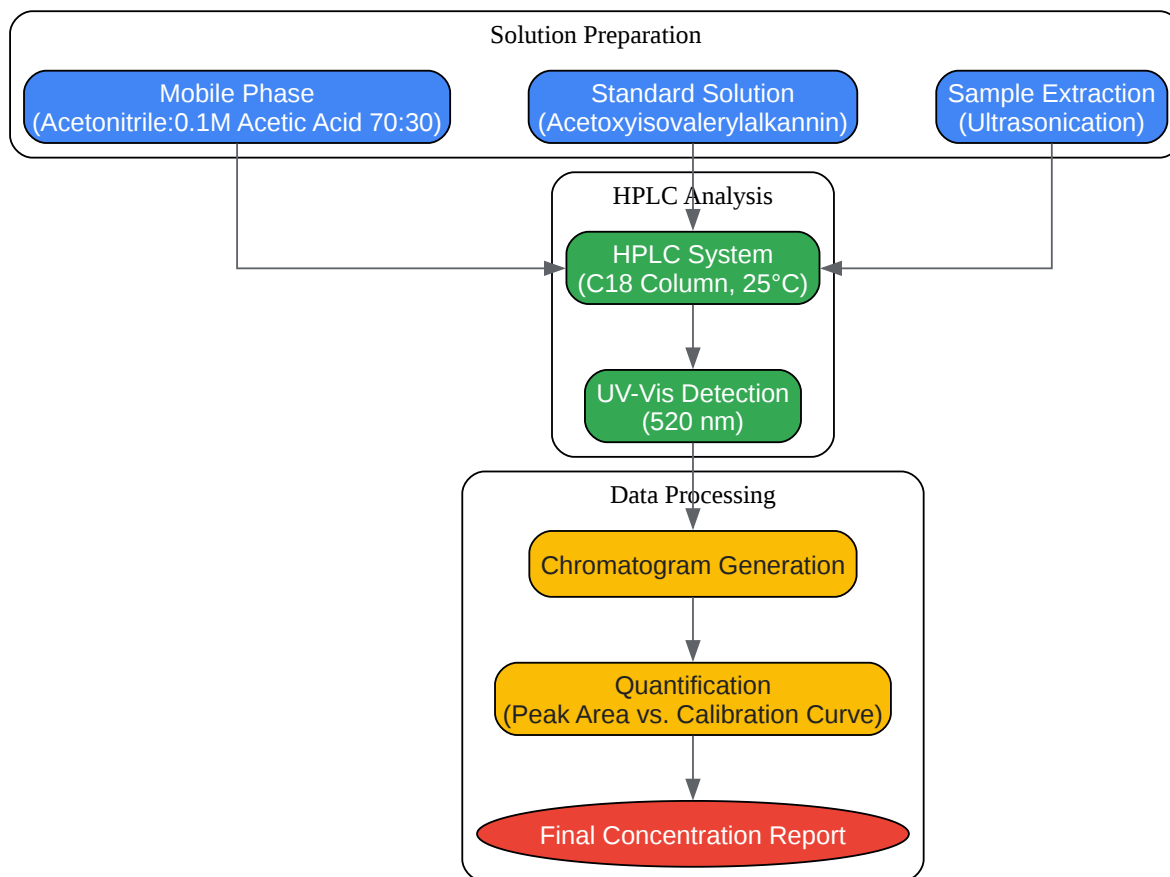 Solution Preparation
Mobile Phase
(Acetonitrile:0.1M Acetic Acid 70:30)
Standard Solution
(Acetoxyisovalerylalkannin)
Sample Extraction
(Ultrasonication)
HPLC Analysis
HPLC System
(C18 Column, 25°C)
UV-Vis Detection
(520 nm)
Data Processing
Chromatogram Generation
Quantification
(Peak Area vs. Calibration Curve)
Final Concentration Report